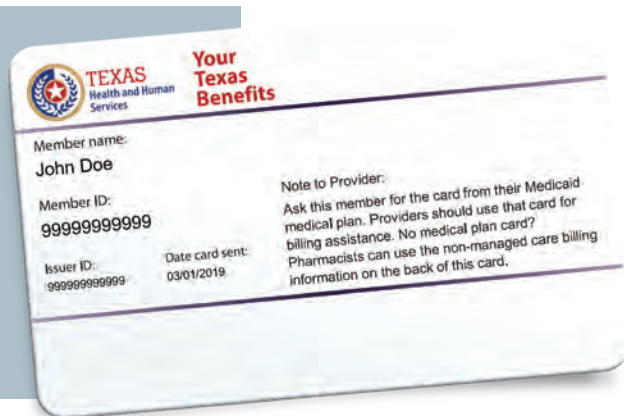 TEXAS
Health and Human
Services
Your
Texas
Benefits
Member name:
John Doe
Member ID:
99999999999
Issuer ID:
999999999999
Date card sent:
03/01/2019
Note to Provider:
Ask this member for the card from their Medicaid
medical plan. Providers should use that card for
billing assistance. No medical plan card?
Pharmacists can use the non-managed care billing
information on the back of this card.